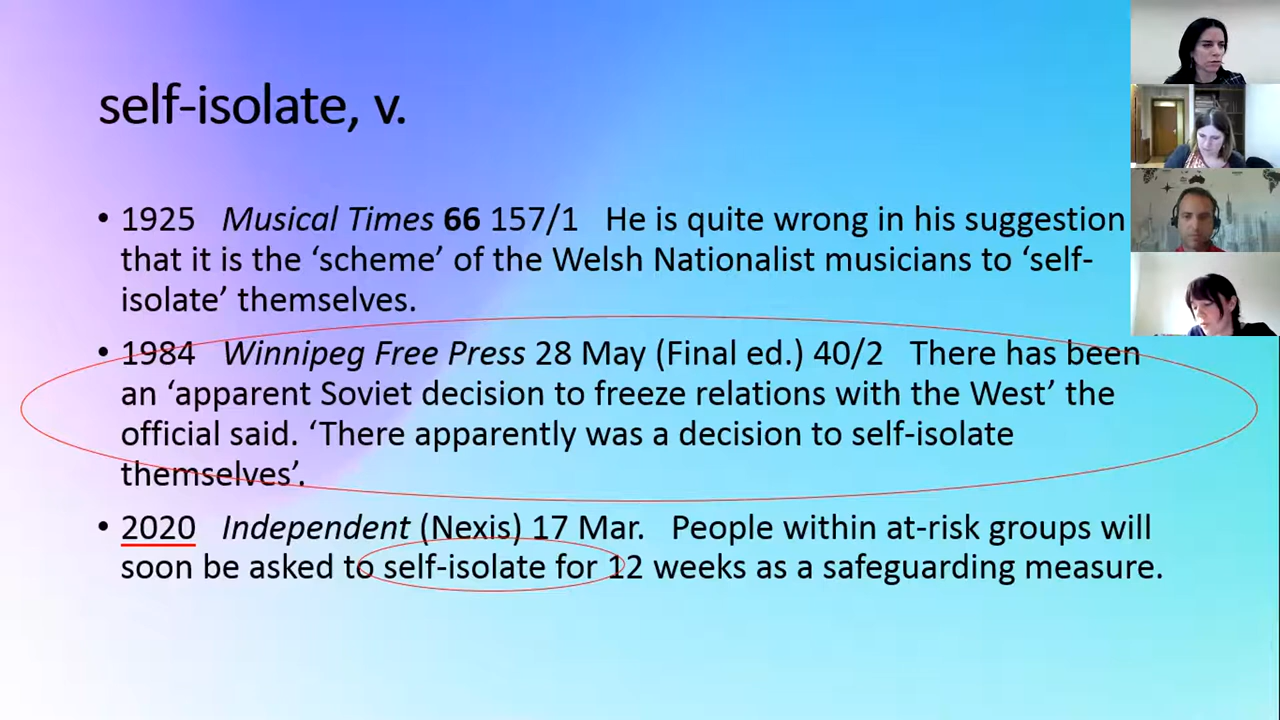 self-isolate, v.
• 1925 Musical Times 66 157/1 He is quite wrong in his suggestion
that it is the ‘scheme’ of the Welsh Nationalist musicians to ‘self-
isolate’ themselves.
• 1984 Winnipeg Free Press 28 May (Final ed.) 40/2 There has been
an ‘apparent Soviet decision to freeze relations with the West’ the
official said. ‘There apparently was a decision to self-isolate
themselves’.
• 2020 Independent (Nexis) 17 Mar. People within at-risk groups will
soon be asked to self-isolate for 12 weeks as a safeguarding measure.